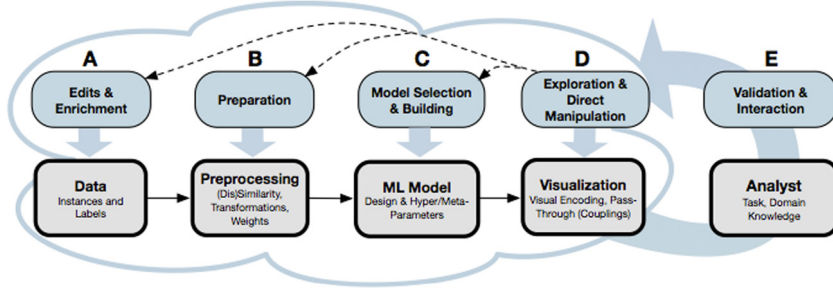 A
B
C
D
E
Edits &
Enrichment
Preparation
Model Selection
& Building
Exploration &
Direct
Manipulation
Validation &
Interaction
Data
Instances and
Labels
Preprocessing
(Dis)Similarity,
Transformations,
Weights
ML Model
Design & Hyper/Meta-
Parameters
Visualization
Visual Encoding, Pass-
Through (Couplings)
Analyst
Task, Domain
Knowledge